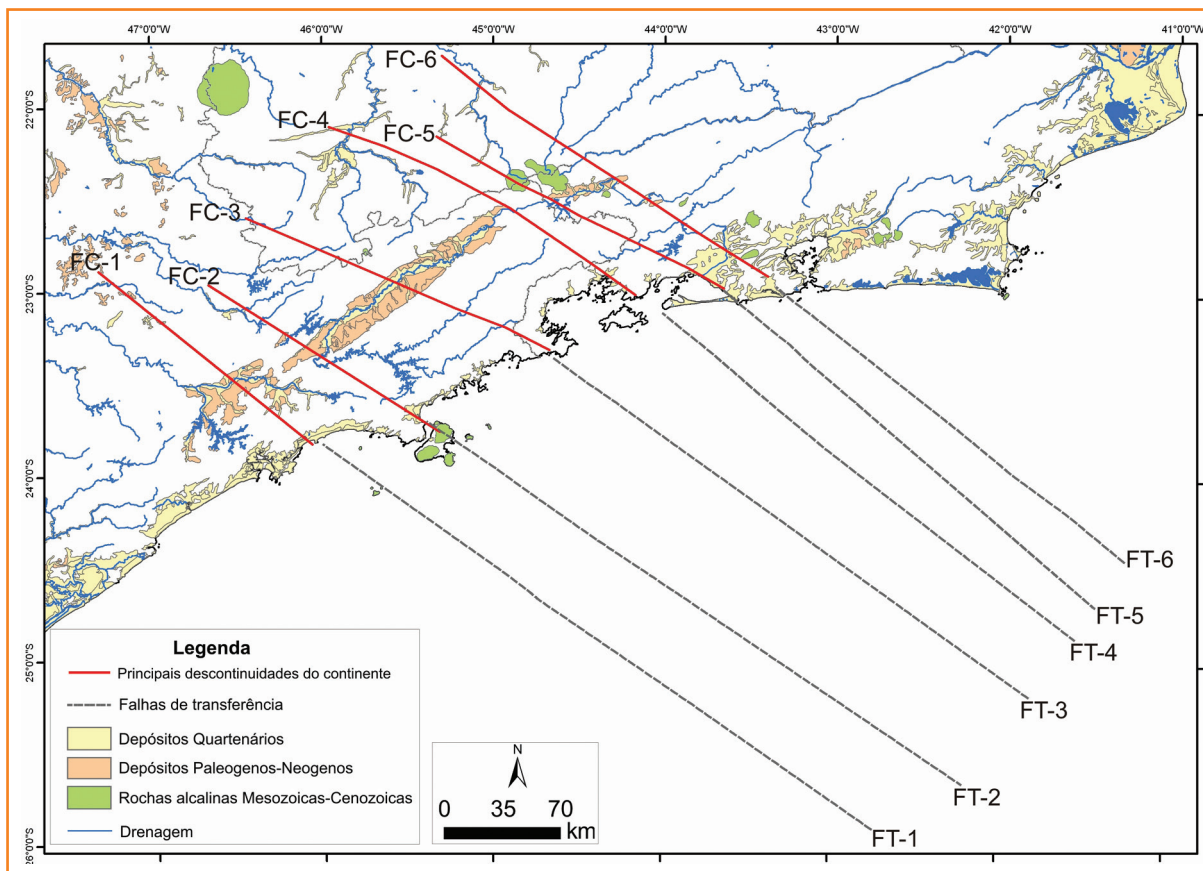 47°0'0"W
46°0'0"W
45°0'0"W
44°0'0"W
43°0'0"W
42°0'0"W
41°0'0"W
22°0'0"S
23°0'0"S
24°0'0"S
25°0'0"S
26°0'0"S
FC-6
FC-4
FC-5
FC-3
FC-1
FC-2
FT-6
FT-5
FT-4
FT-3
FT-2
FT-1
Legenda
Principais descontinuidades do continente
Falhas de transferência
Depósitos Quartenários
Depósitos Paleogenos-Neogenos
Rochas alcalinas Mesozoicas-Cenozoicas
Drenagem
N
0 35 70
km